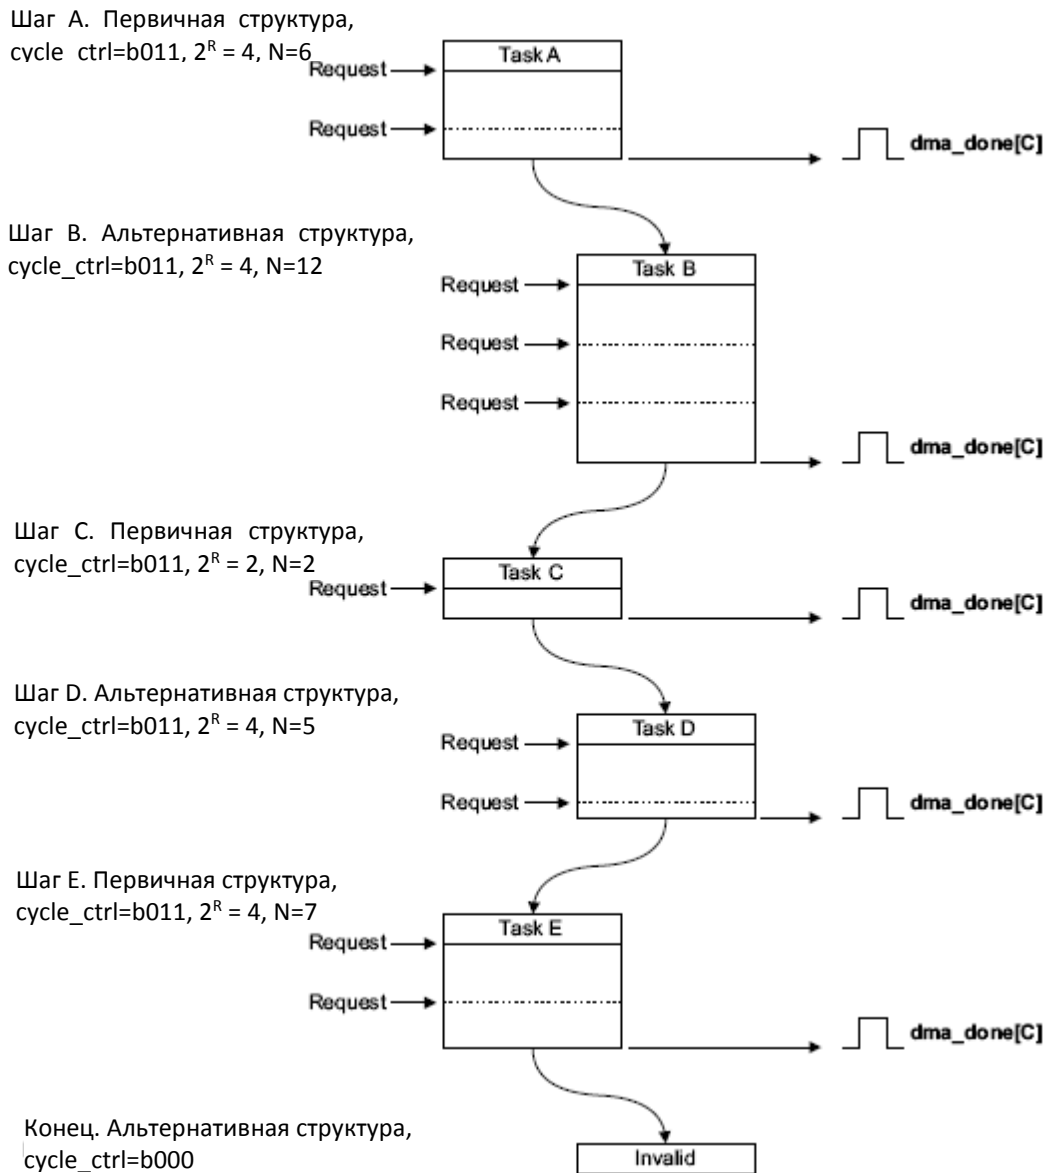 Шаг A. Первичная структура,
cycle ctrl=b011, 2ᴿ = 4, N=6
Task A
Request
Request
dma_done[C]
Шаг B. Альтернативная структура,
cycle_ctrl=b011, 2ᴿ = 4, N=12
Task B
Request
Request
Request
dma_done[C]
Шаг C. Первичная структура,
cycle_ctrl=b011, 2ᴿ = 2, N=2
Task C
Request
dma_done[C]
Шаг D. Альтернативная структура,
cycle_ctrl=b011, 2ᴿ = 4, N=5
Task D
Request
Request
dma_done[C]
Шаг E. Первичная структура,
cycle_ctrl=b011, 2ᴿ = 4, N=7
Task E
Request
Request
dma_done[C]
Конец. Альтернативная структура,
cycle_ctrl=b000
Invalid